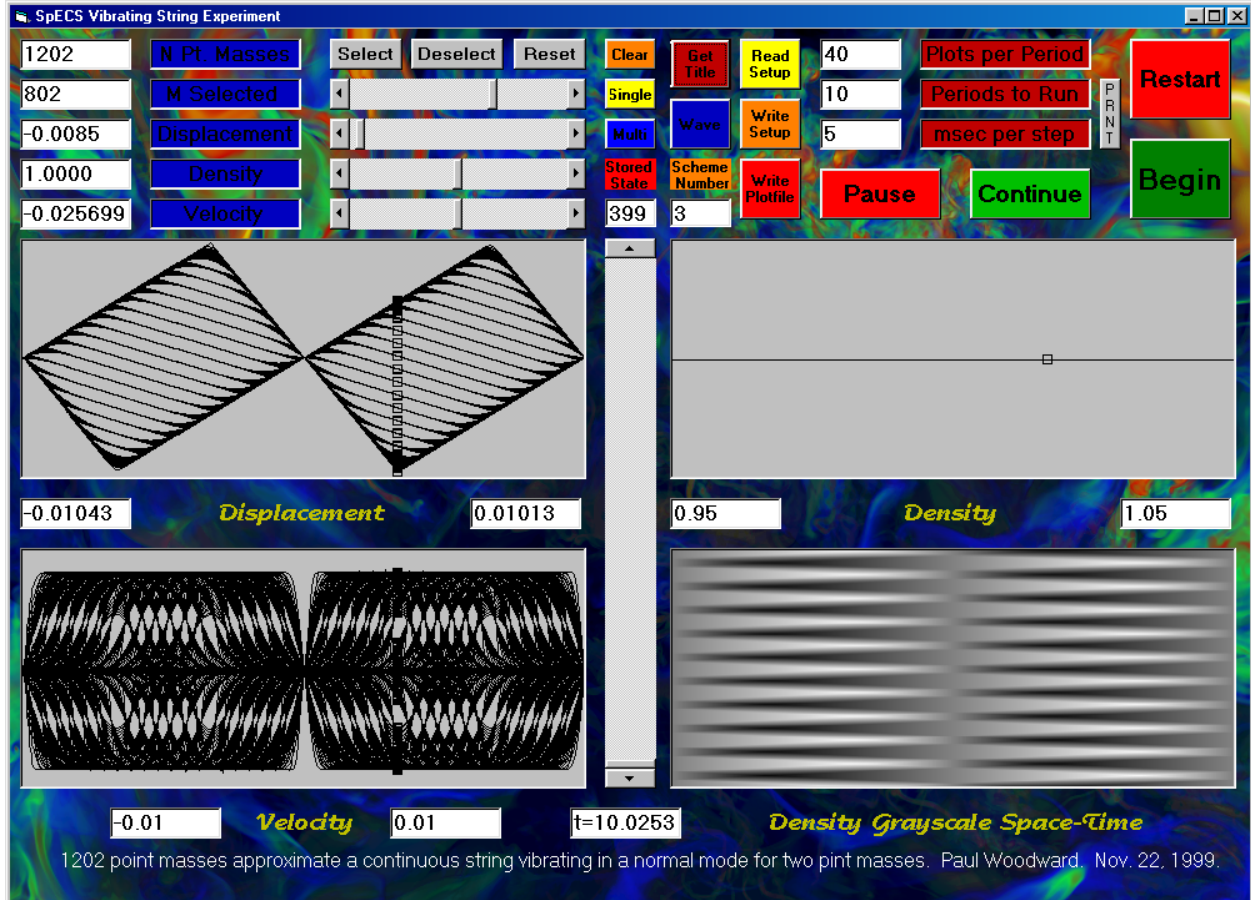 SpECS Vibrating String Experiment
1202 N Pt. Masses Select Deselect Reset Clear Get Title Read Setup 40 Plots per Period Restart
802 M Selected Single Wave Write Setup 10 Periods to Run PRNT
-0.0085 Displacement Multi 5 msec per step
1.0000 Density Stored State Scheme Number Write Plotfile Pause Continue Begin
-0.025699 Velocity 399 3
-0.01043 Displacement 0.01013 0.95 Density 1.05
-0.01 Velocity 0.01 t=10.0253 Density Grayscale Space-Time
1202 point masses approximate a continuous string vibrating in a normal mode for two pint masses. Paul Woodward. Nov. 22, 1999.